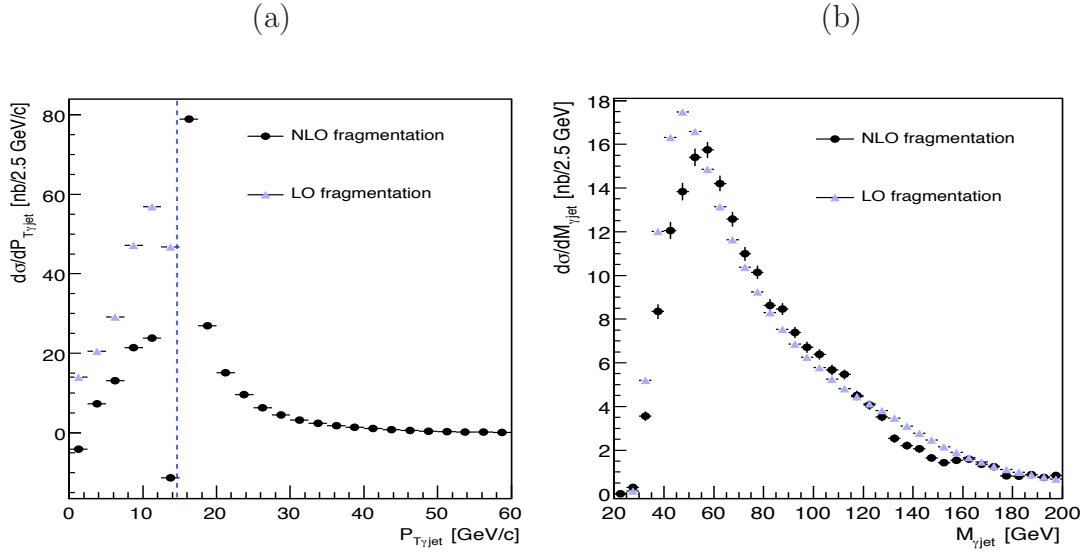 (a)
(b)
dσ/dP_{Tγjet} [nb/2.5 GeV/c]
80
60
40
20
0
NLO fragmentation
LO fragmentation
0 10 20 30 40 50 60
P_{Tγjet} [GeV/c]
dσ/dM_{γjet} [nb/2.5 GeV]
18
16
14
12
10
8
6
4
2
0
NLO fragmentation
LO fragmentation
20 40 60 80 100 120 140 160 180 200
M_{γjet} [GeV]